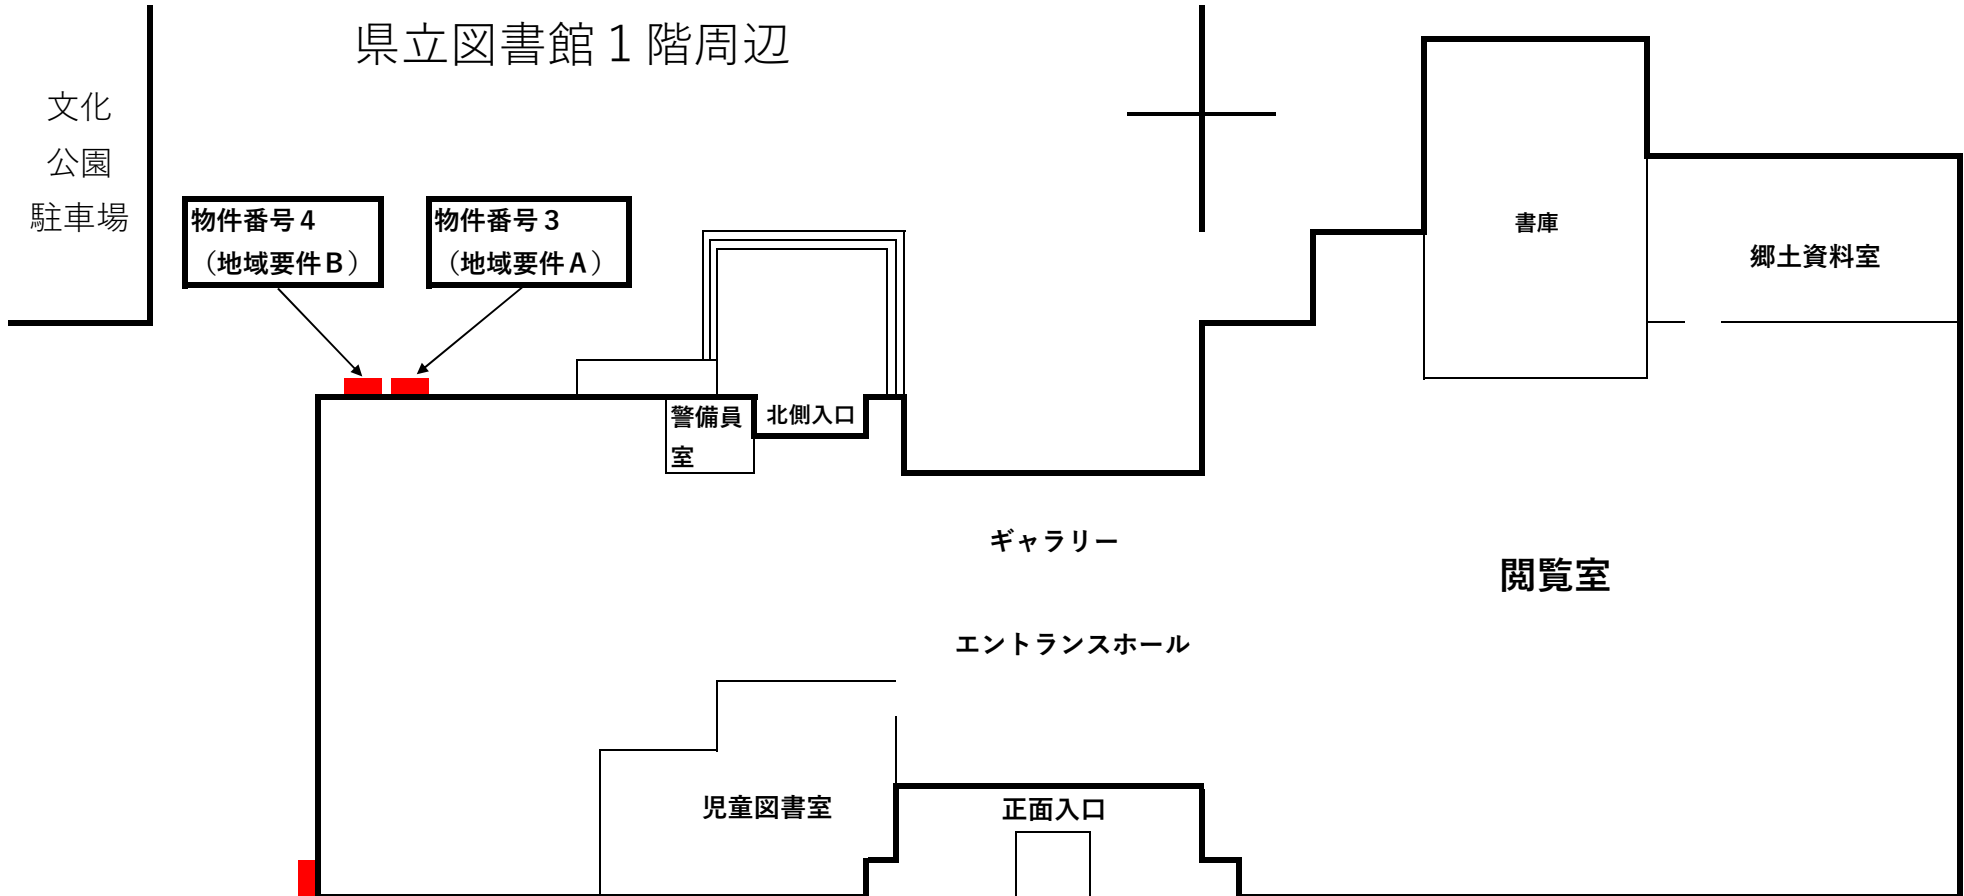 県立図書館１階周辺
文化
公園
駐車場
物件番号４
（地域要件Ｂ）
物件番号３
（地域要件Ａ）
書庫
郷土資料室
警備員
室
北側入口
ギャラリー
閲覧室
エントランスホール
児童図書室
正面入口